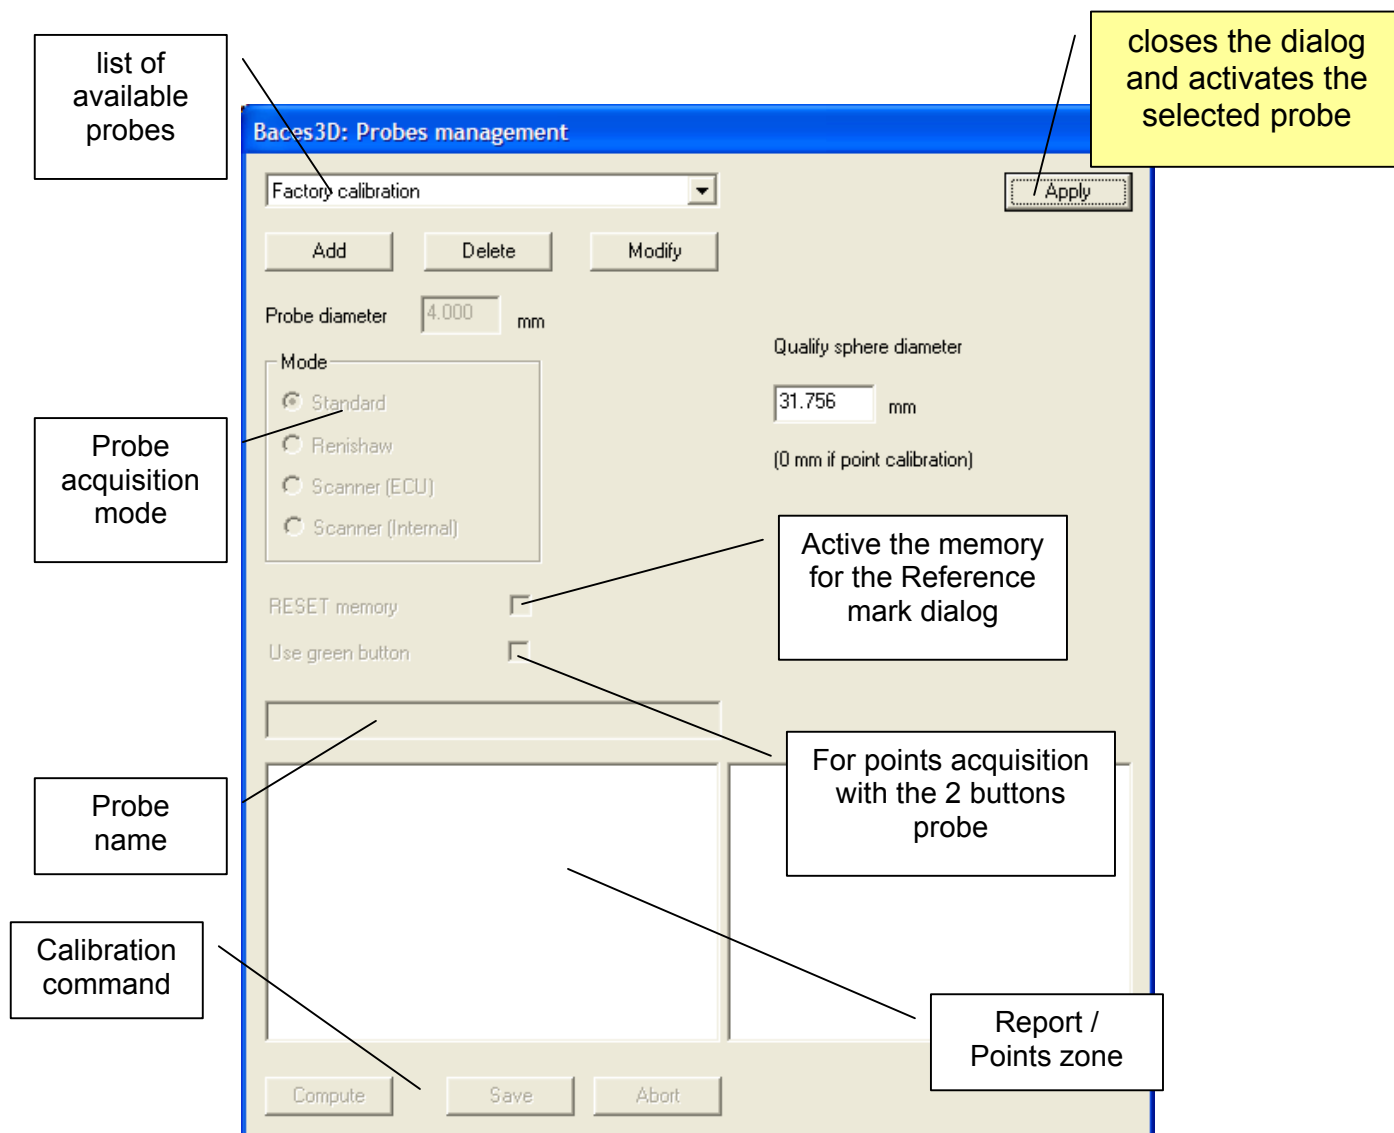 list of
available
probes
closes the dialog
and activates the
selected probe
Baces3D: Probes management
Factory calibration
Apply
Add
Delete
Modify
Probe diameter
4.000
mm
Qualify sphere diameter
31.756
mm
(0 mm if point calibration)
Mode
Standard
Renishaw
Scanner (ECU)
Scanner (Internal)
Probe
acquisition
mode
Active the memory
for the Reference
mark dialog
RESET memory
Use green button
For points acquisition
with the 2 buttons
probe
Probe
name
Calibration
command
Report /
Points zone
Compute
Save
Abort